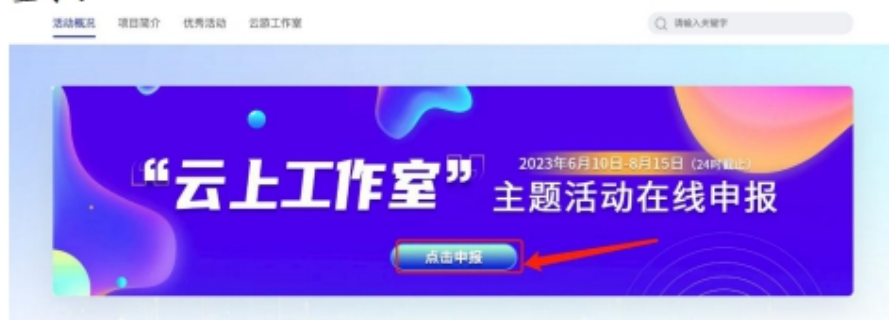 活动概况 项目简介 优秀活动 云端工作室
请输入关键字
“云上工作室”
2023年6月10日-8月15日（24时截止）
主题活动在线申报
点击申报